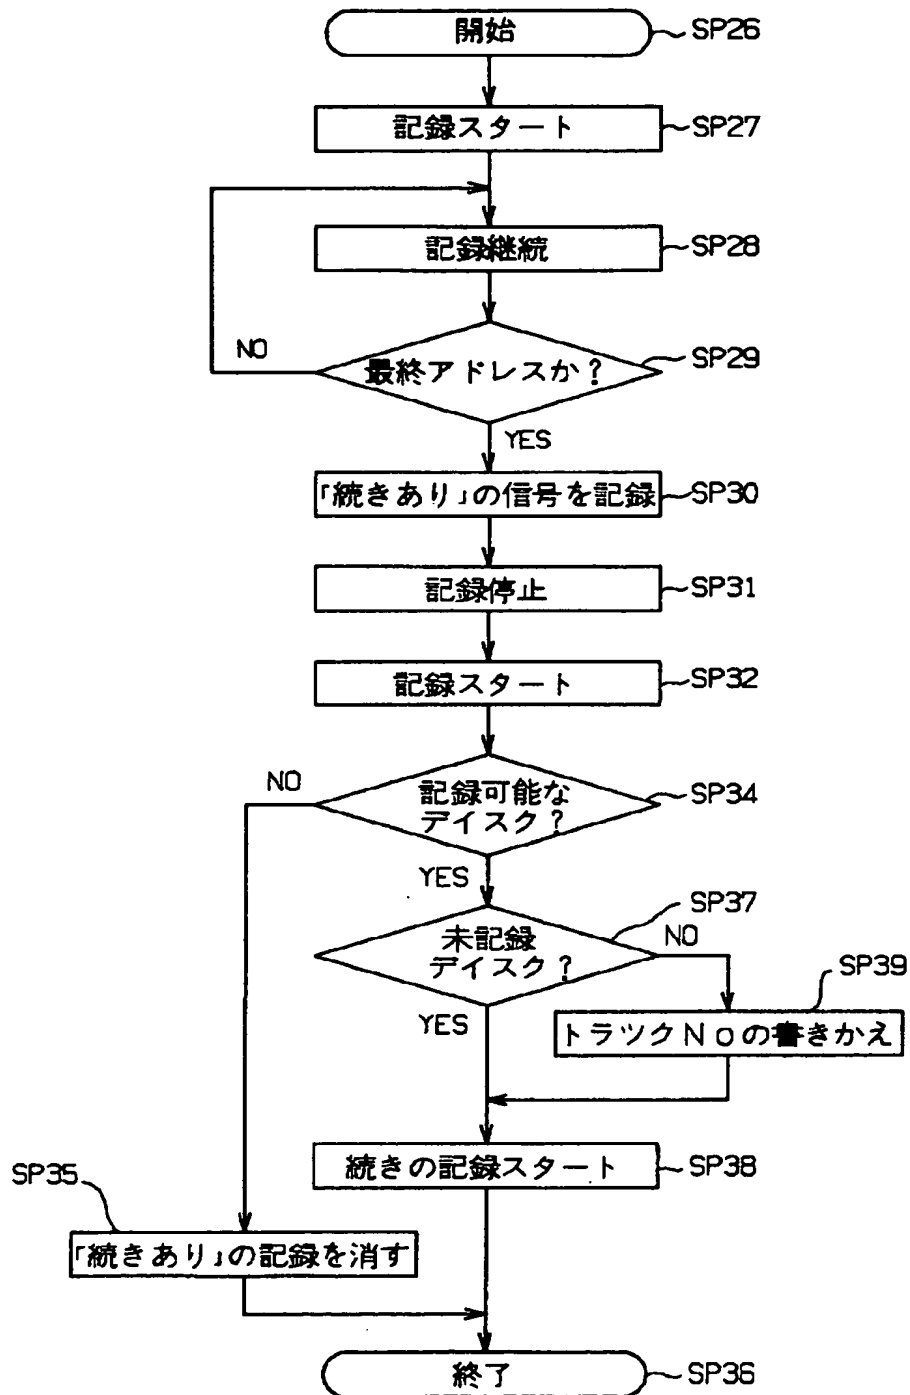 開始
SP26
記録スタート
SP27
記録継続
SP28
最終アドレスか?
SP29
NO
YES
「続きあり」の信号を記録
SP30
記録停止
SP31
記録スタート
SP32
記録可能な
デイスク?
SP34
NO
YES
未記録
デイスク?
SP37
NO
YES
トラツクNoの書きかえ
SP39
続きの記録スタート
SP38
「続きあり」の記録を消す
SP35
終了
SP36